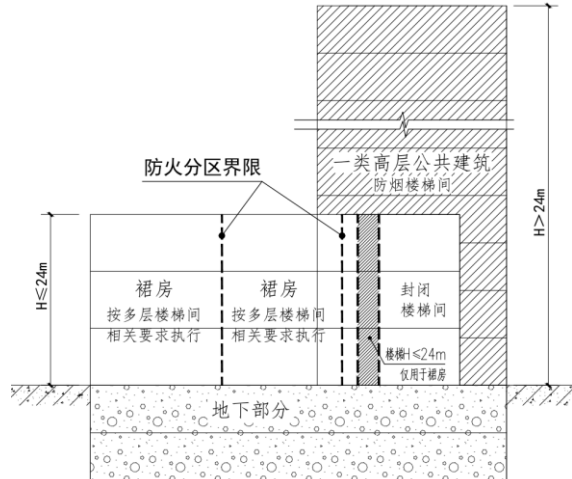 一类高层公共建筑
防烟楼梯间
防火分区界限
H≤24m
H>24m
裙房
按多层楼梯间
相关要求执行
裙房
按多层楼梯间
相关要求执行
封闭
楼梯间
楼梯H≤24m
仅用于裙房
地下部分